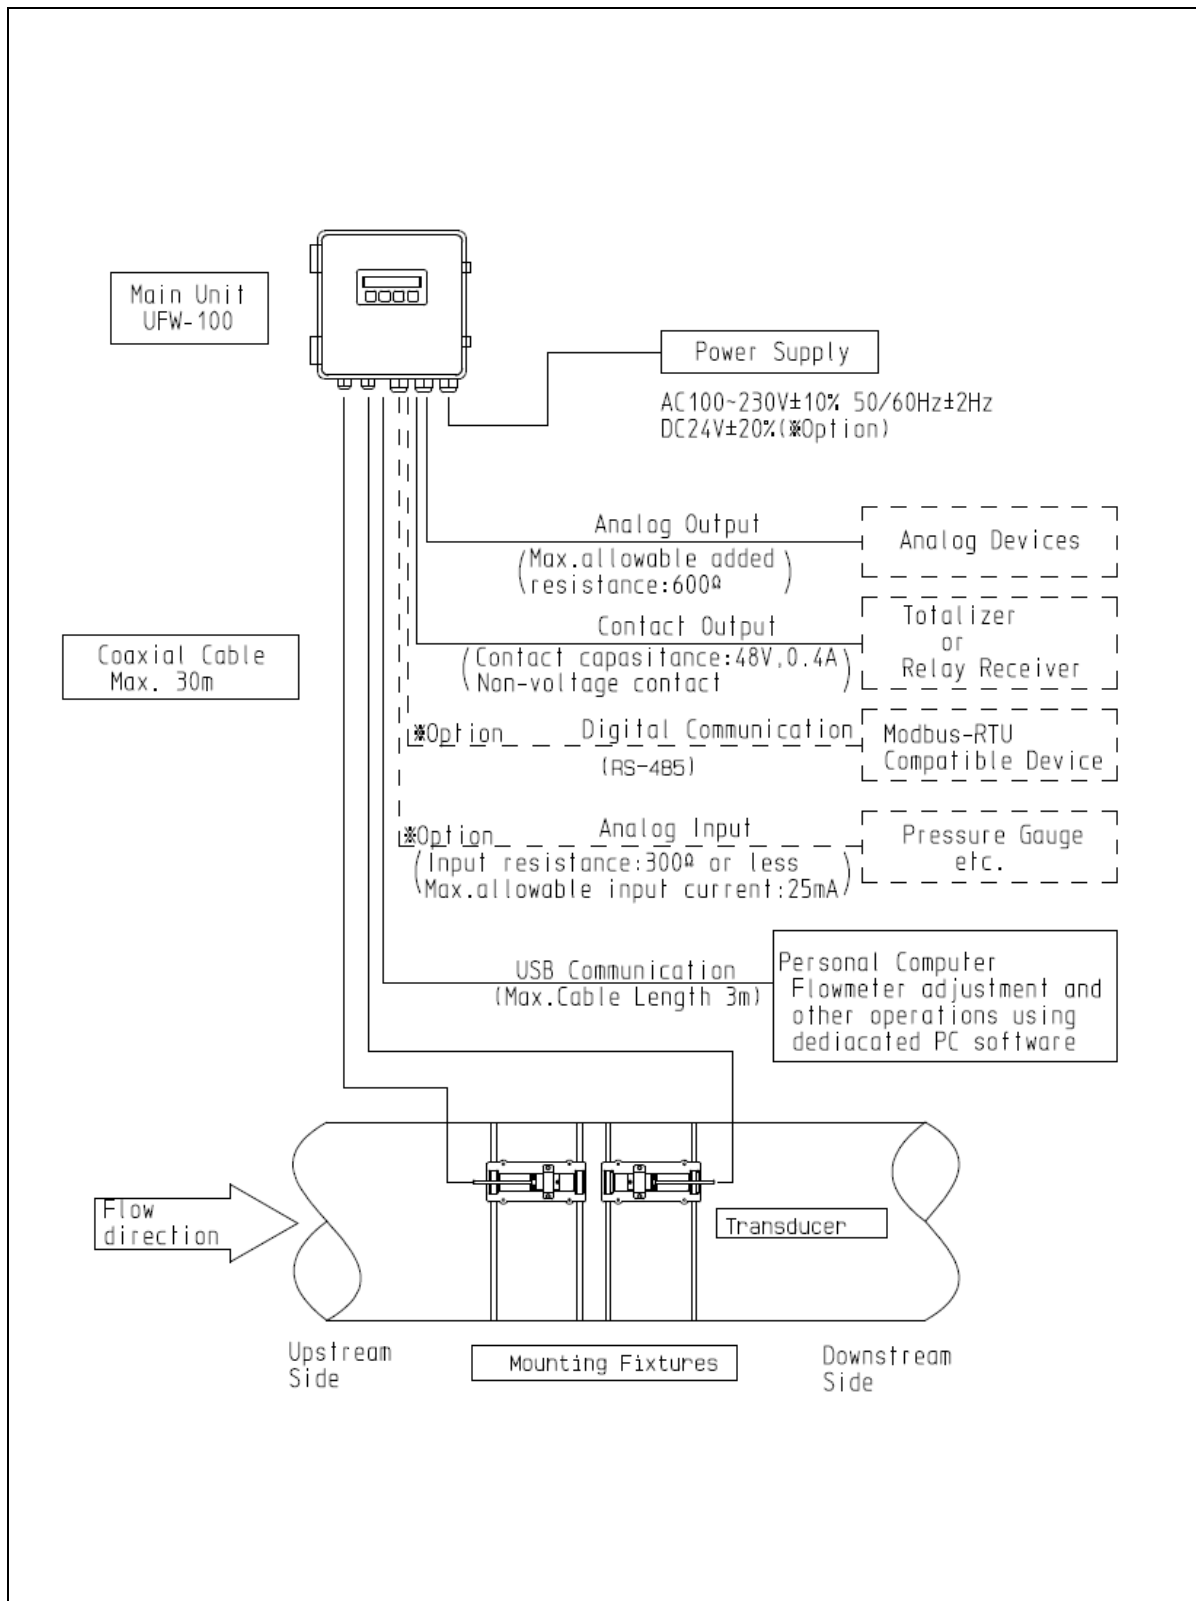 Main Unit
UFW-100
Power Supply
AC100~230V±10% 50/60Hz±2Hz
DC24V±20%(※Option)
Analog Output
(Max.allowable added
resistance:600Ω)
Analog Devices
Contact Output
(Contact capasitance:48V,0.4A
Non-voltage contact)
Totalizer
or
Relay Receiver
Coaxial Cable
Max. 30m
※Option
Digital Communication
(RS-485)
Modbus-RTU
Compatible Device
※Option
Analog Input
(Input resistance:300Ω or less
Max.allowable input current:25mA)
Pressure Gauge
etc.
USB Communication
(Max.Cable Length 3m)
Personal Computer
Flowmeter adjustment and
other operations using
dediacated PC software
Flow
direction
Transducer
Upstream
Side
Mounting Fixtures
Downstream
Side